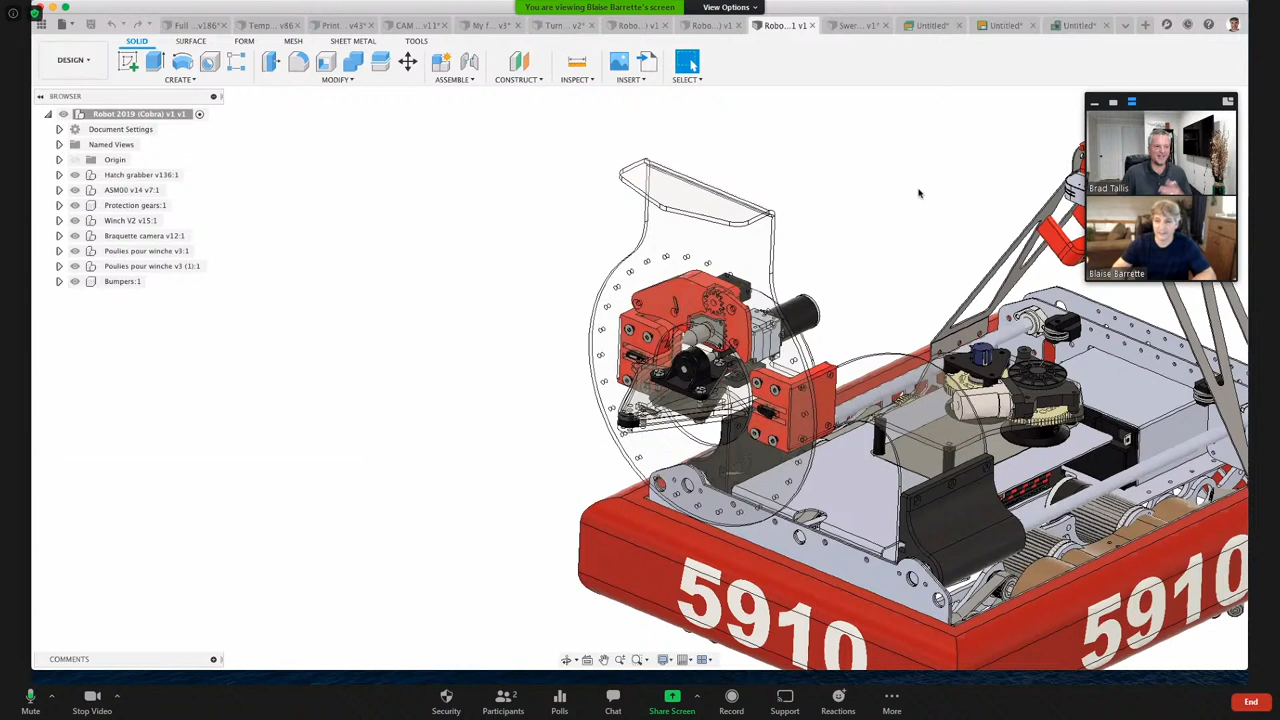 You are viewing Blaise Barrette's screen
View Options
Full ...v186*
Temp... v86
Print... v43*
CAM ... v11*
My f... v3*
Turn... v2*
Robo...) v1
Robo...) v1
Robo...1 v1
Swer... v1*
Untitled*
Untitled*
Untitled*
SOLID
SURFACE
FORM
MESH
SHEET METAL
TOOLS
DESIGN
CREATE
MODIFY
ASSEMBLE
CONSTRUCT
INSPECT
INSERT
SELECT
BROWSER
Robot 2019 (Cobra) v1 v1
Document Settings
Named Views
Origin
Hatch grabber v136:1
ASM00 v14 v7:1
Protection gears:1
Winch V2 v15:1
Braquette camera v12:1
Poulies pour winche v3:1
Poulies pour winche v3 (1):1
Bumpers:1
Brad Tallis
Blaise Barrette
5910
5910
COMMENTS
Mute
Stop Video
Security
Participants
2
Polls
Chat
Share Screen
Record
Support
Reactions
More
End